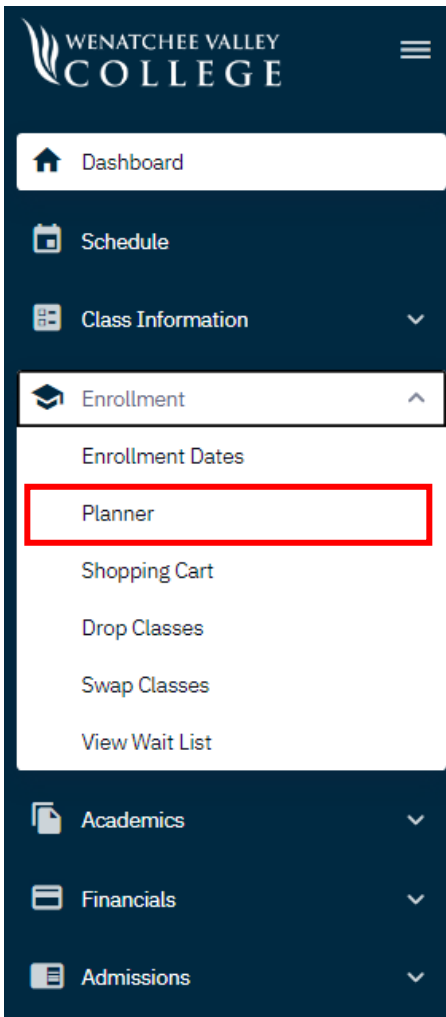 WENATCHEE VALLEY
COLLEGE
Dashboard
Schedule
Class Information
Enrollment
Enrollment Dates
Planner
Shopping Cart
Drop Classes
Swap Classes
View Wait List
Academics
Financials
Admissions